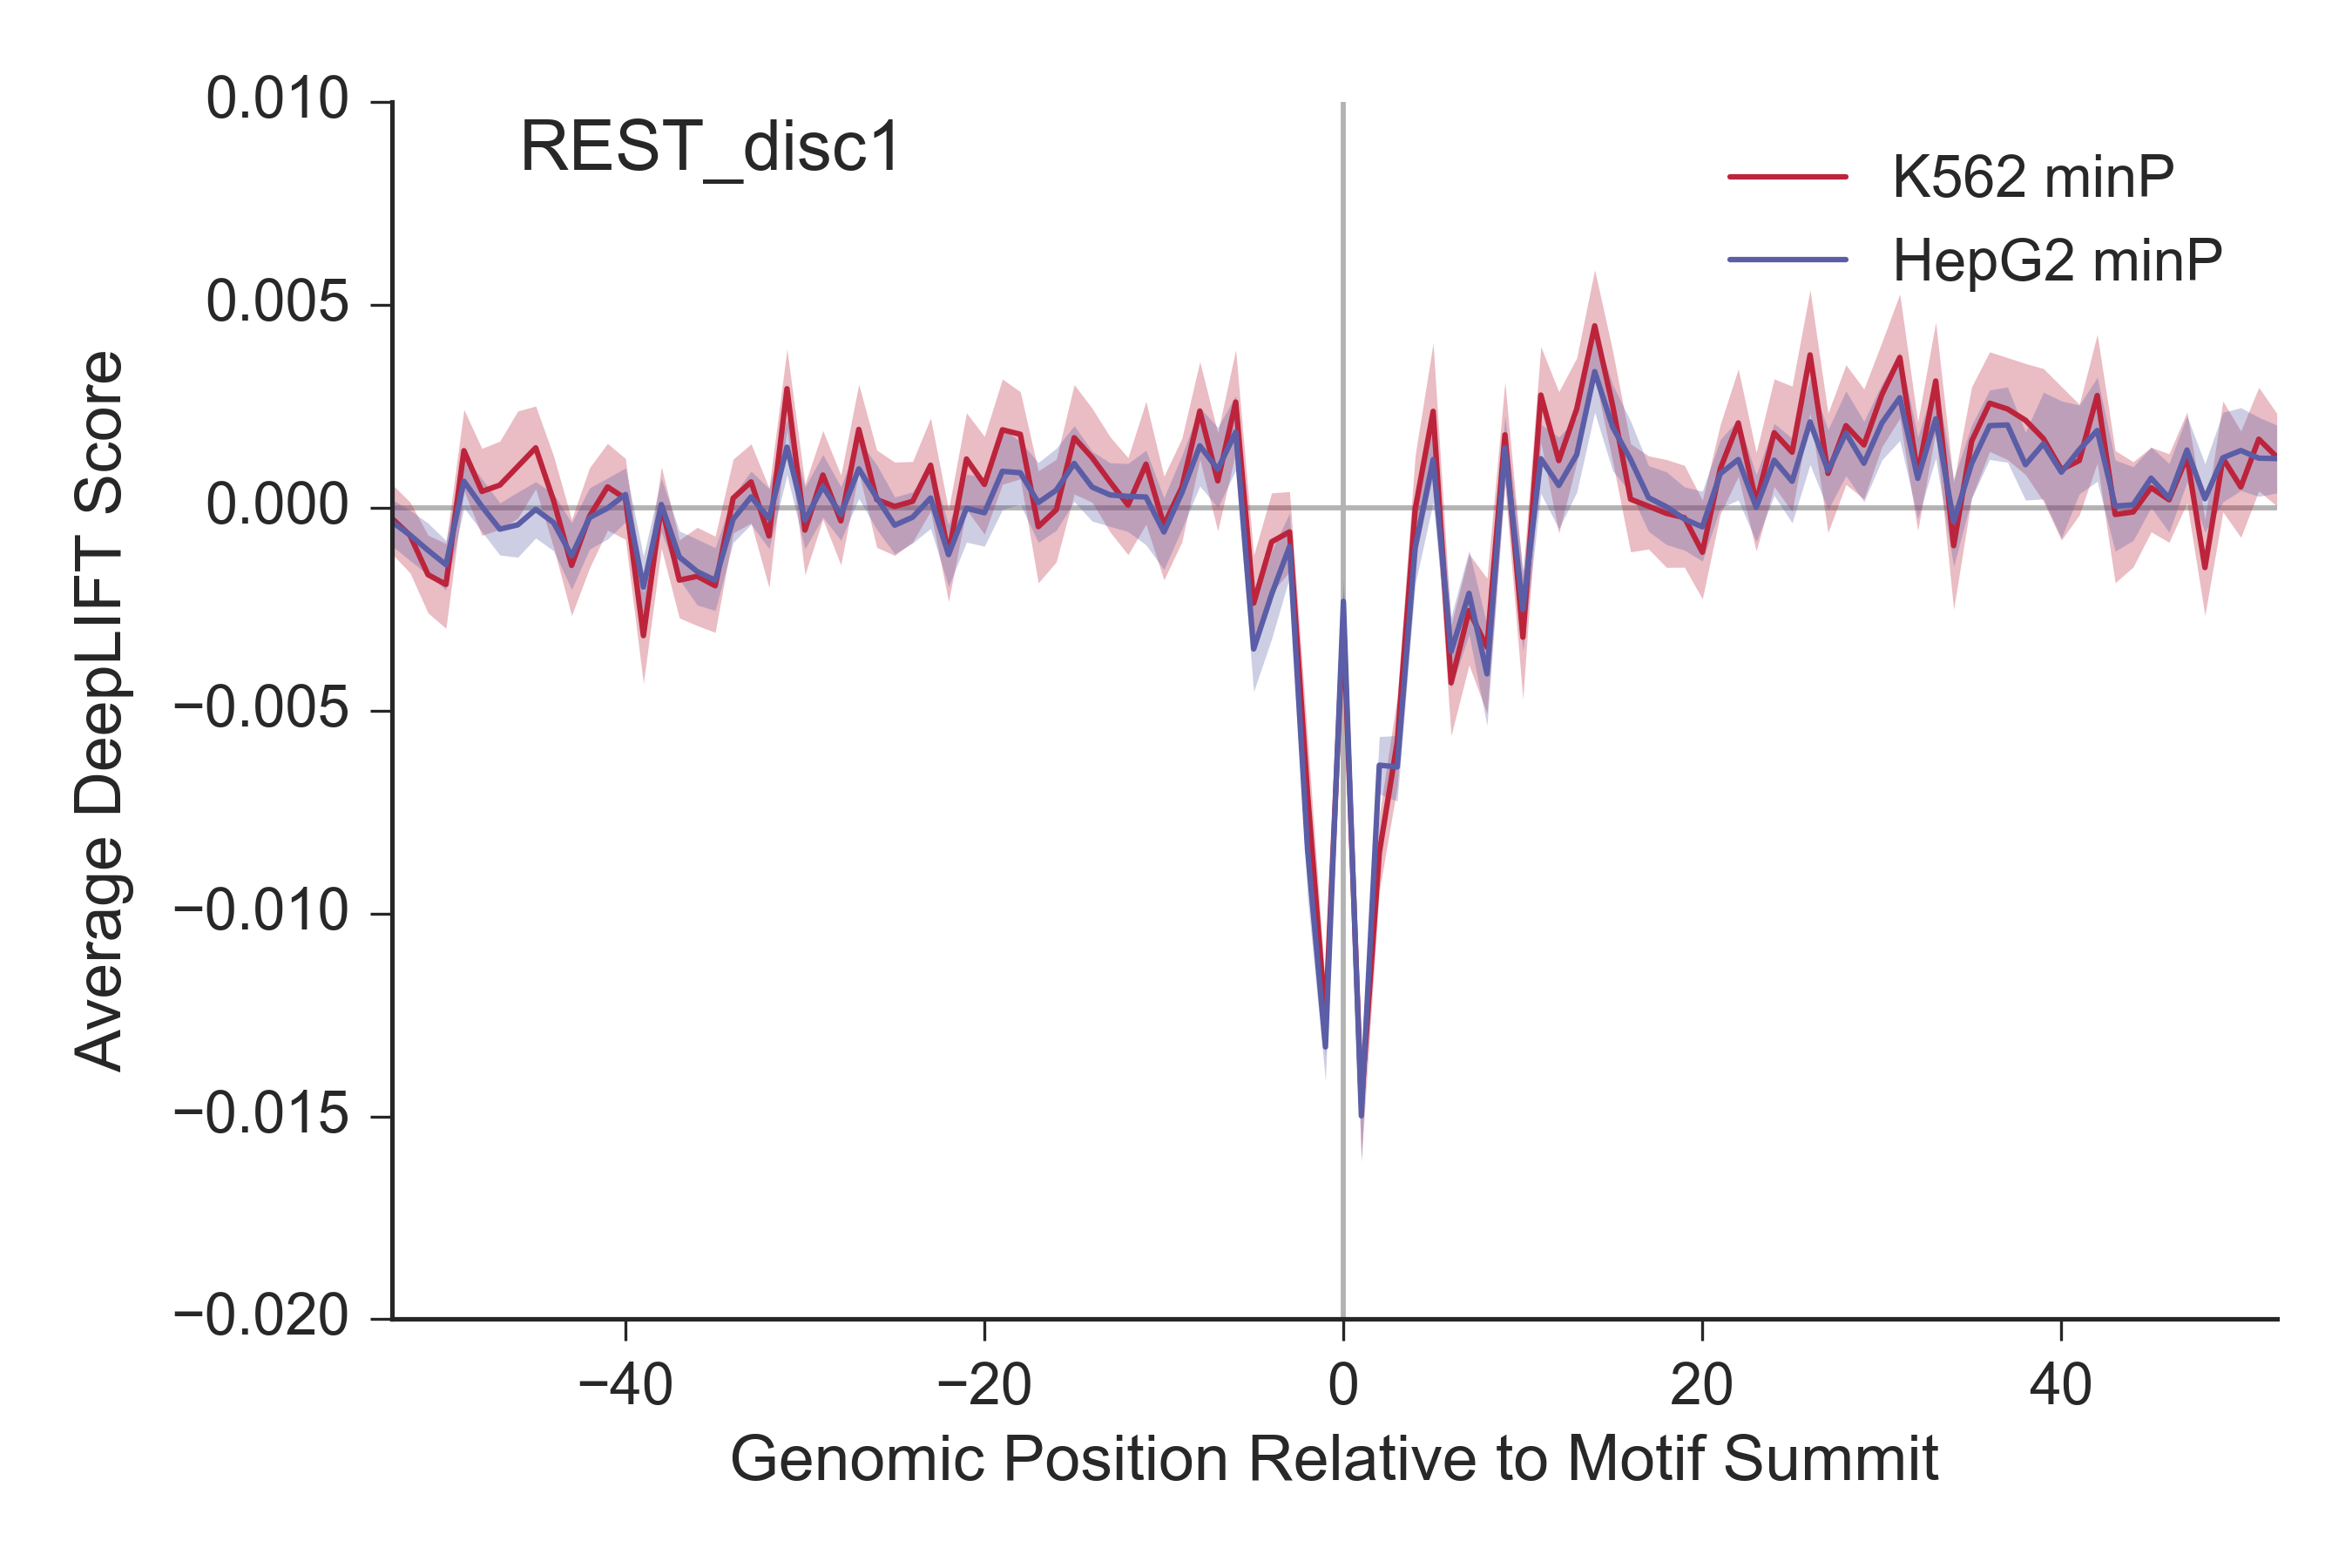 REST_disc1
K562 minP
HepG2 minP
Average DeepLIFT Score
0.010
0.005
0.000
−0.005
−0.010
−0.015
−0.020
−40
−20
0
20
40
Genomic Position Relative to Motif Summit